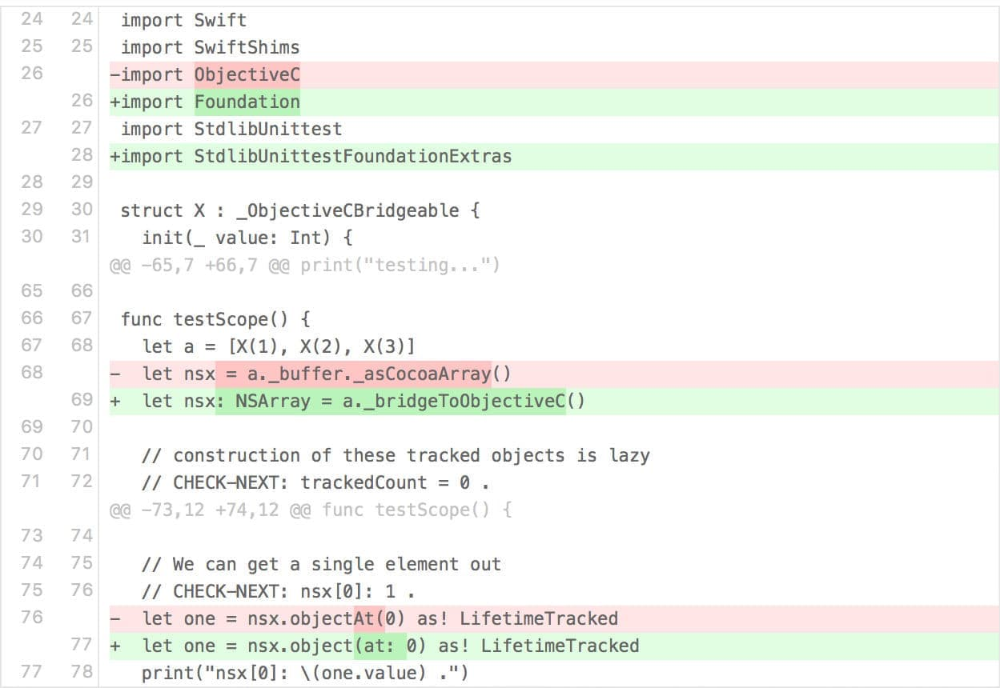 24 24 import Swift
25 25 import SwiftShims
26 -import ObjectiveC
26 +import Foundation
27 27 import StdlibUnittest
28 +import StdlibUnittestFoundationExtras
28 29
29 30 struct X : _ObjectiveCBridgeable {
30 31 init(_ value: Int) {
@@ -65,7 +66,7 @@ print("testing...")
65 66
66 67 func testScope() {
67 68 let a = [X(1), X(2), X(3)]
68 - let nsx = a._buffer._asCocoaArray()
69 + let nsx: NSArray = a._bridgeToObjectiveC()
69 70
70 71 // construction of these tracked objects is lazy
71 72 // CHECK-NEXT: trackedCount = 0 .
@@ -73,12 +74,12 @@ func testScope() {
73 74
74 75 // We can get a single element out
75 76 // CHECK-NEXT: nsx[0]: 1 .
76 - let one = nsx.objectAt(0) as! LifetimeTracked
77 + let one = nsx.object(at: 0) as! LifetimeTracked
77 78 print("nsx[0]: \(one.value) .")